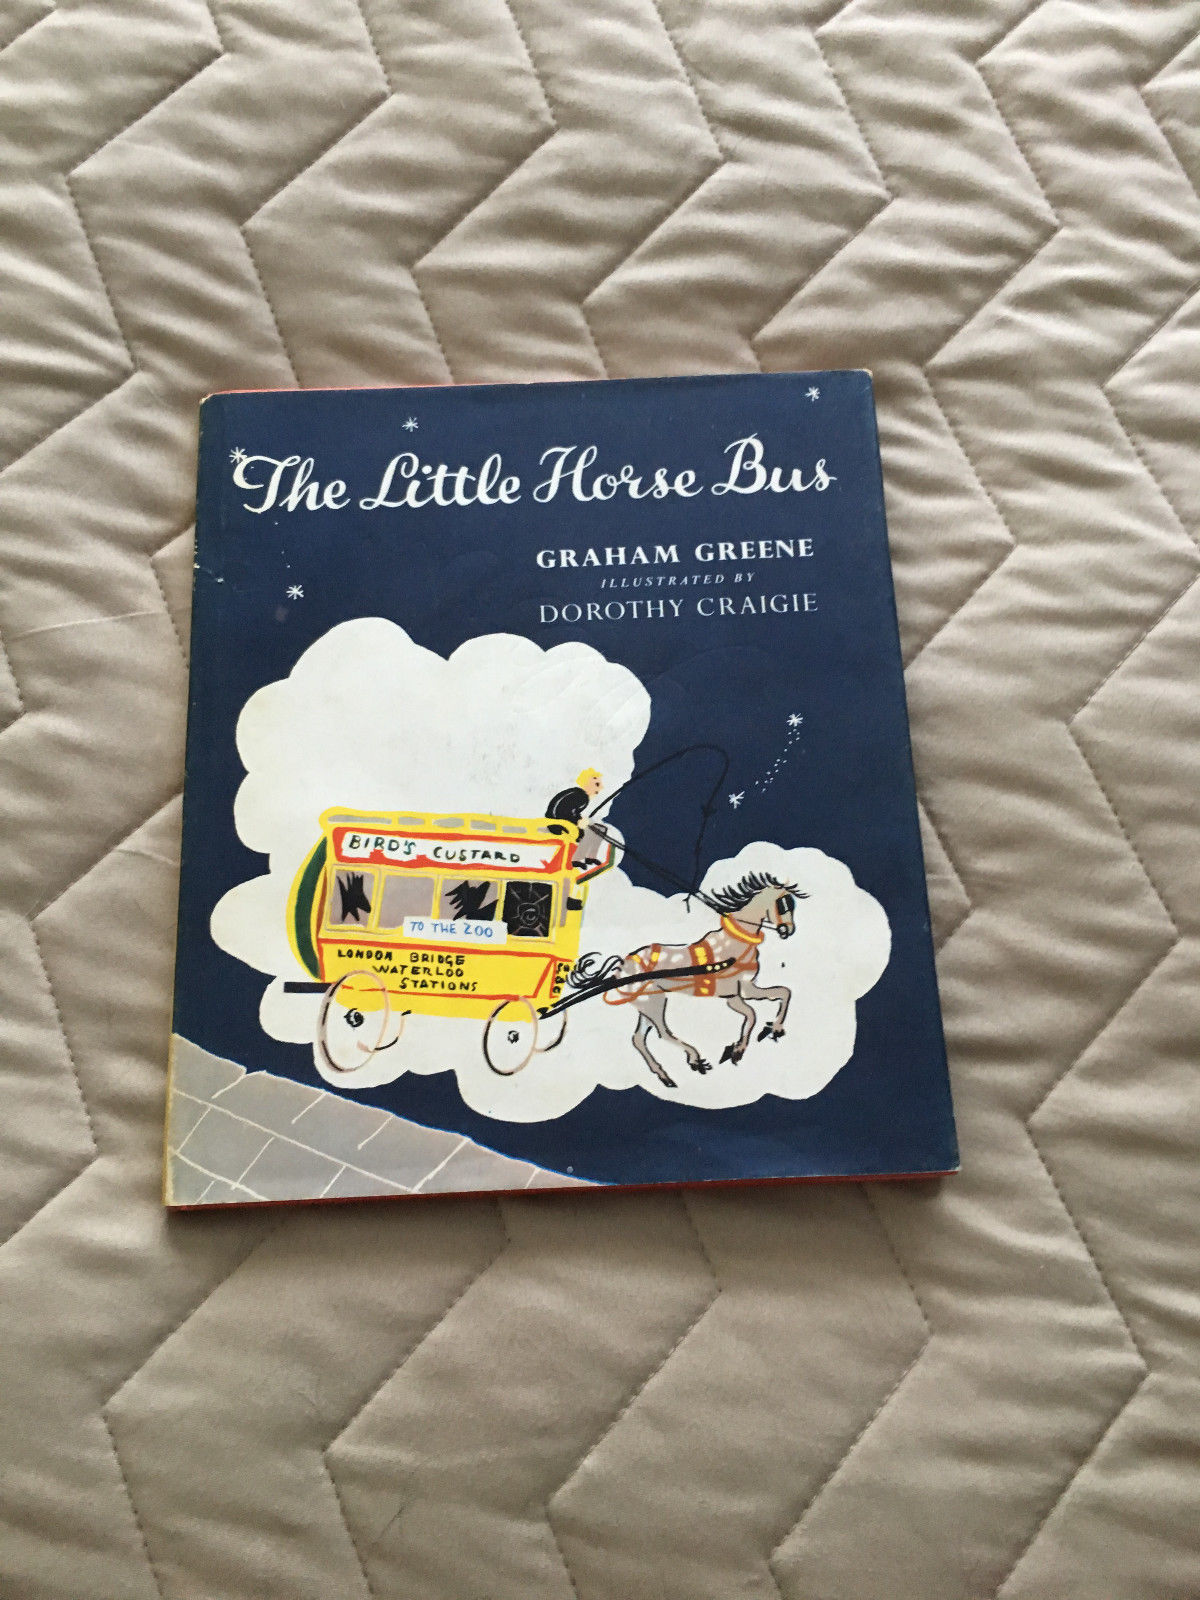 The Little Horse Bus
GRAHAM GREENE
ILLUSTRATED BY
DOROTHY CRAIGIE
BIRD'S CUSTARD
TO THE ZOO
LONDON BRIDGE
WATERLOO
STATIONS